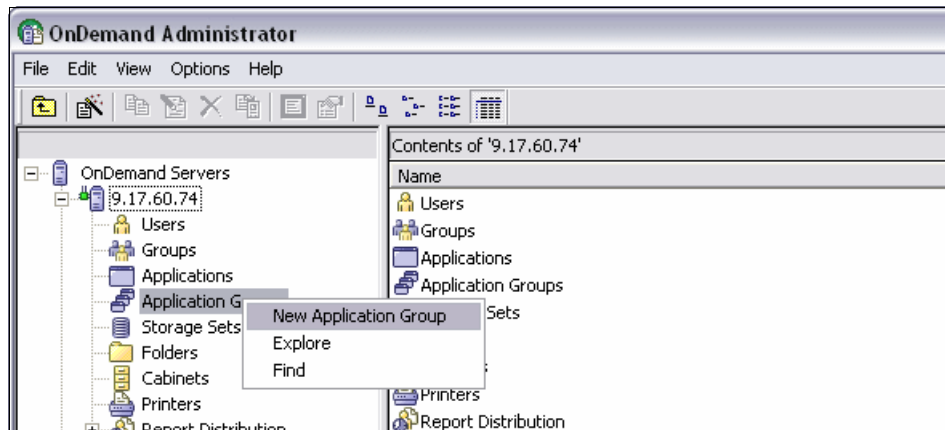 OnDemand Administrator
File Edit View Options Help
Contents of '9.17.60.74'
OnDemand Servers
Name
9.17.60.74
Users
Users
Groups
Groups
Applications
Applications
Application G
Application Groups
New Application Group
Sets
Storage Sets
Explore
Folders
Find
Cabinets
Printers
Printers
Report Distribution
Report Distribution